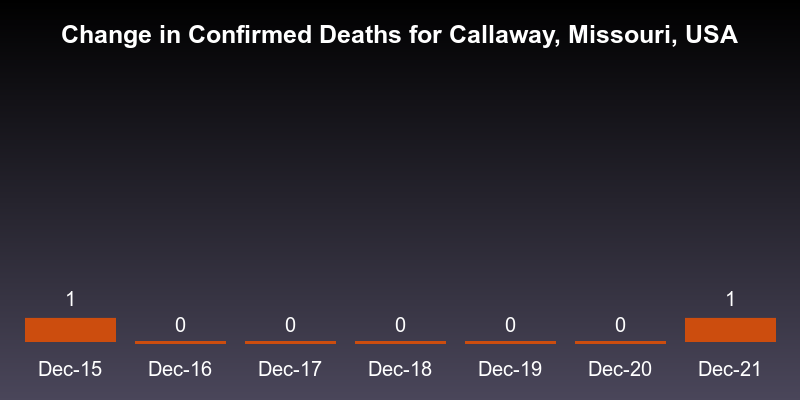 Change in Confirmed Deaths for Callaway, Missouri, USA
1 0 0 0 0 0 1
Dec-15 Dec-16 Dec-17 Dec-18 Dec-19 Dec-20 Dec-21